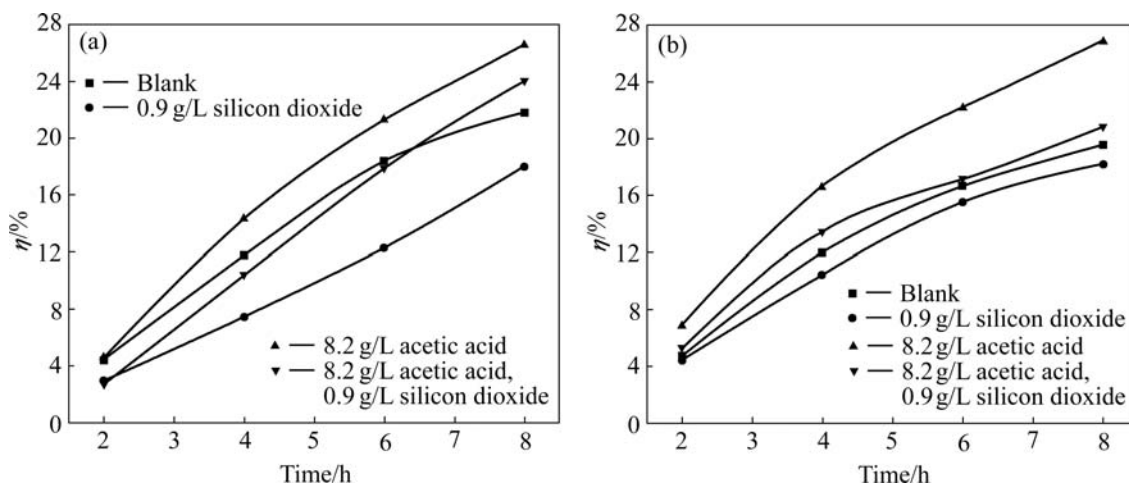 (a)
Blank
0.9 g/L silicon dioxide
8.2 g/L acetic acid
8.2 g/L acetic acid,
0.9 g/L silicon dioxide
28
24
20
16
12
8
4
0
η/%
2 3 4 5 6 7 8
Time/h
(b)
Blank
0.9 g/L silicon dioxide
8.2 g/L acetic acid
8.2 g/L acetic acid,
0.9 g/L silicon dioxide
28
24
20
16
12
8
4
0
η/%
2 3 4 5 6 7 8
Time/h